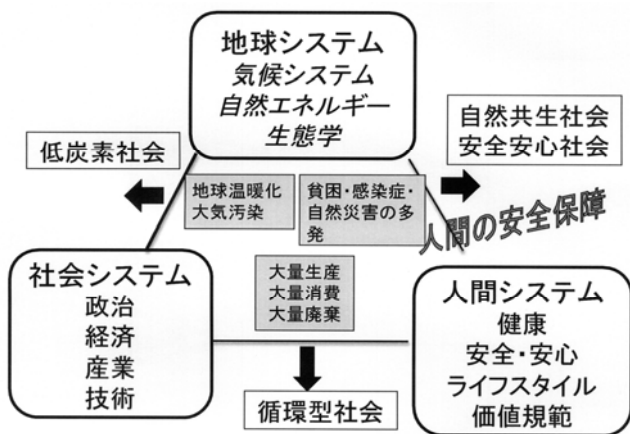 地球システム
気候システム
自然エネルギー
生態学
低炭素社会
自然共生社会
安全安心社会
地球温暖化
大気汚染
貧困・感染症・
自然災害の多
発
人間の安全保障
社会システム
政治
経済
産業
技術
大量生産
大量消費
大量廃棄
人間システム
健康
安全・安心
ライフスタイル
価値規範
循環型社会